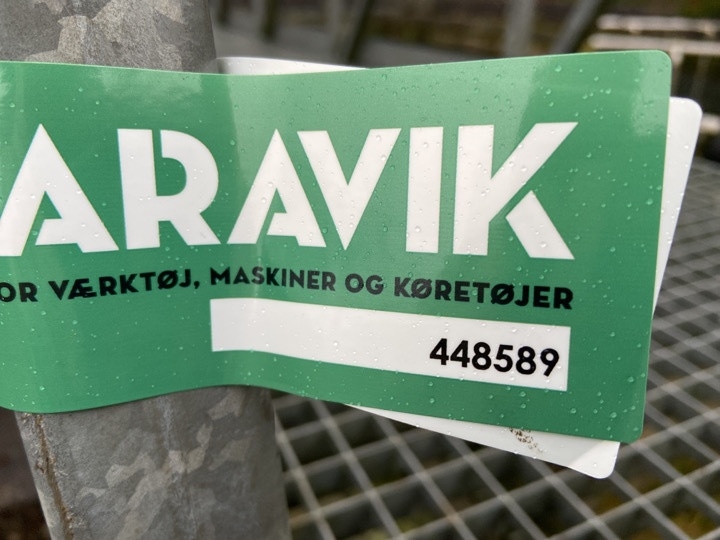 ARAVIK
OR VÆRKTØJ, MASKINER OG KØRETØJER
448589